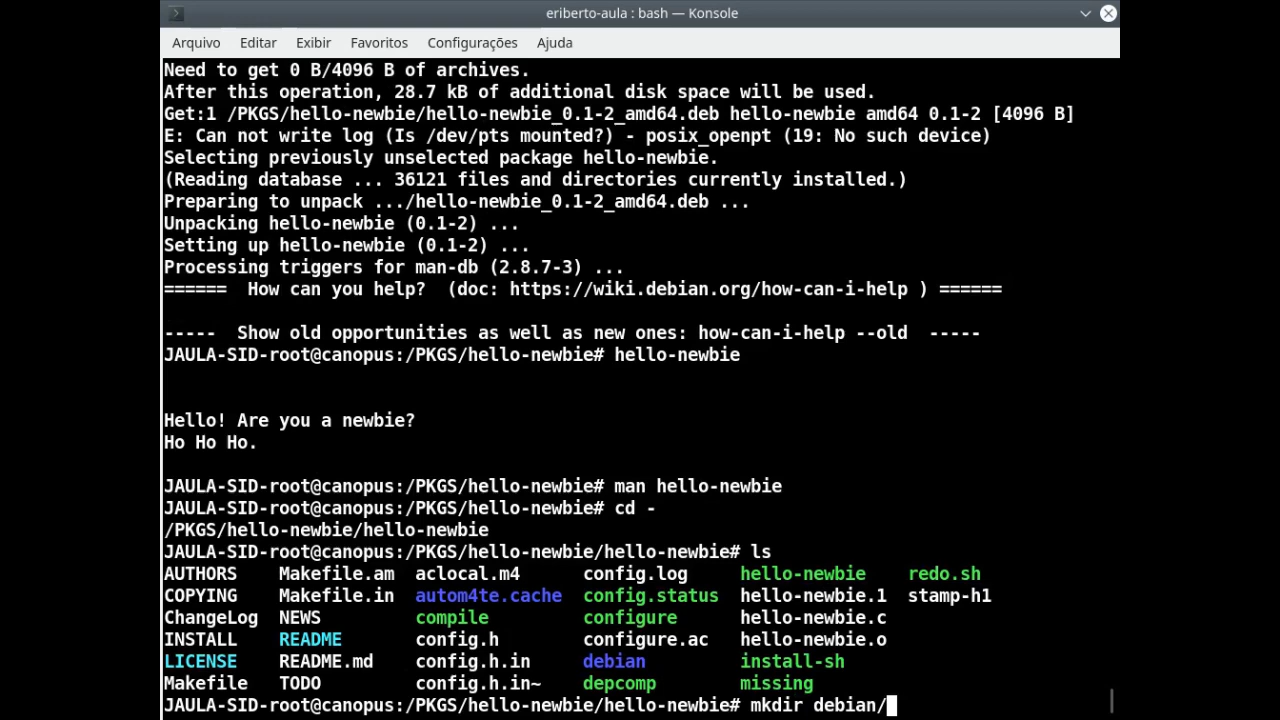 eriberto-aula : bash — Konsole
Arquivo Editar Exibir Favoritos Configurações Ajuda
Need to get 0 B/4096 B of archives.
After this operation, 28.7 kB of additional disk space will be used.
Get:1 /PKGS/hello-newbie/hello-newbie_0.1-2_amd64.deb hello-newbie amd64 0.1-2 [4096 B]
E: Can not write log (Is /dev/pts mounted?) - posix_openpt (19: No such device)
Selecting previously unselected package hello-newbie.
(Reading database ... 36121 files and directories currently installed.)
Preparing to unpack .../hello-newbie_0.1-2_amd64.deb ...
Unpacking hello-newbie (0.1-2) ...
Setting up hello-newbie (0.1-2) ...
Processing triggers for man-db (2.8.7-3) ...
====== How can you help? (doc: https://wiki.debian.org/how-can-i-help ) ======
----- Show old opportunities as well as new ones: how-can-i-help --old -----
JAULA-SID-root@canopus:/PKGS/hello-newbie# hello-newbie
Hello! Are you a newbie?
Ho Ho Ho.
JAULA-SID-root@canopus:/PKGS/hello-newbie# man hello-newbie
JAULA-SID-root@canopus:/PKGS/hello-newbie# cd -
/PKGS/hello-newbie/hello-newbie
JAULA-SID-root@canopus:/PKGS/hello-newbie/hello-newbie# ls
AUTHORS Makefile.am aclocal.m4 config.log hello-newbie redo.sh
COPYING Makefile.in autom4te.cache config.status hello-newbie.1 stamp-h1
ChangeLog NEWS compile configure hello-newbie.c
INSTALL README config.h configure.ac hello-newbie.o
LICENSE README.md config.h.in debian install-sh
Makefile TODO config.h.in~ depcomp missing
JAULA-SID-root@canopus:/PKGS/hello-newbie/hello-newbie# mkdir debian/